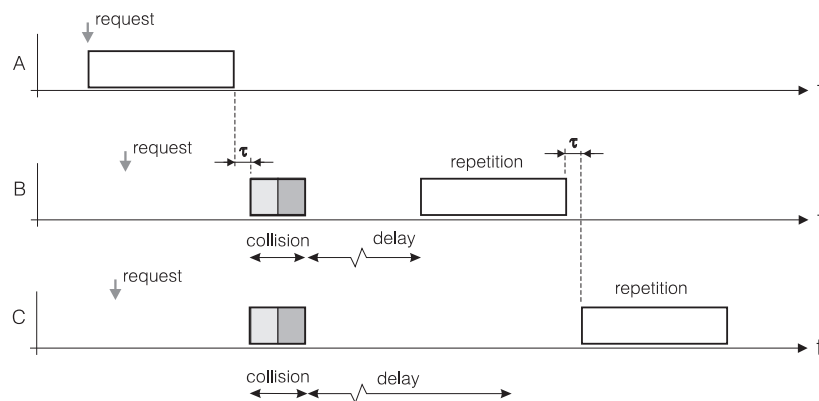 request
A
request
τ
τ
repetition
B
collision
delay
request
repetition
C
t
collision
delay